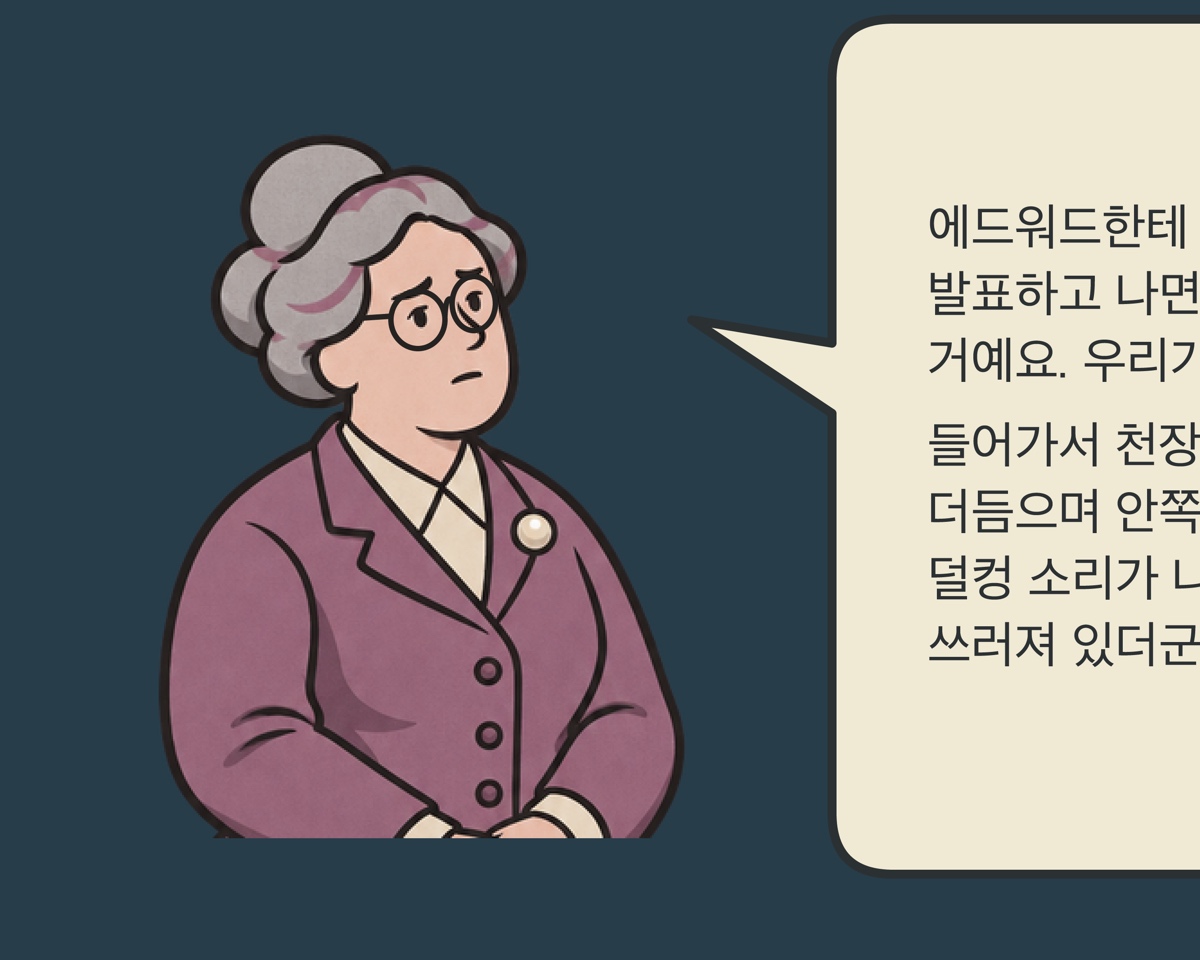 에드워드한테
발표하고 나면
거예요. 우리가
들어가서 천장
더듬으며 안쪽
덜컹 소리가
쓰러져 있더군